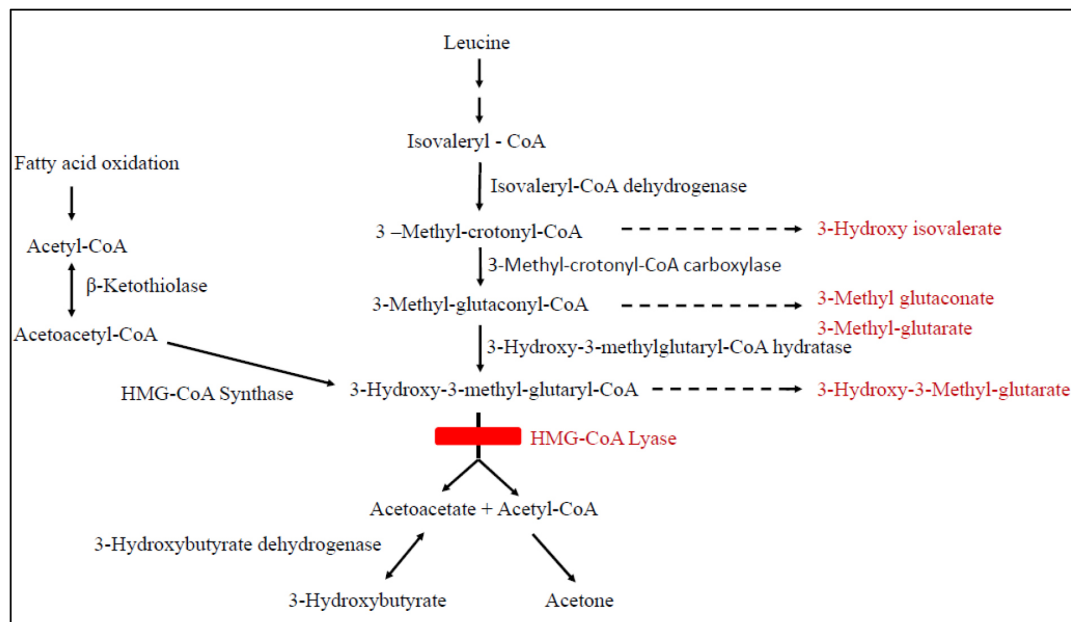 Leucine
Isovaleryl - CoA
Fatty acid oxidation
Isovaleryl-CoA dehydrogenase
3 –Methyl-crotonyl-CoA
3-Hydroxy isovalerate
Acetyl-CoA
3-Methyl-crotonyl-CoA carboxylase
β-Ketothiolase
3-Methyl-glutaconyl-CoA
3-Methyl glutaconate
Acetoacetyl-CoA
3-Methyl-glutarate
3-Hydroxy-3-methylglutaryl-CoA hydratase
HMG-CoA Synthase
3-Hydroxy-3-methyl-glutaryl-CoA
3-Hydroxy-3-Methyl-glutarate
HMG-CoA Lyase
Acetoacetate + Acetyl-CoA
3-Hydroxybutyrate dehydrogenase
3-Hydroxybutyrate
Acetone